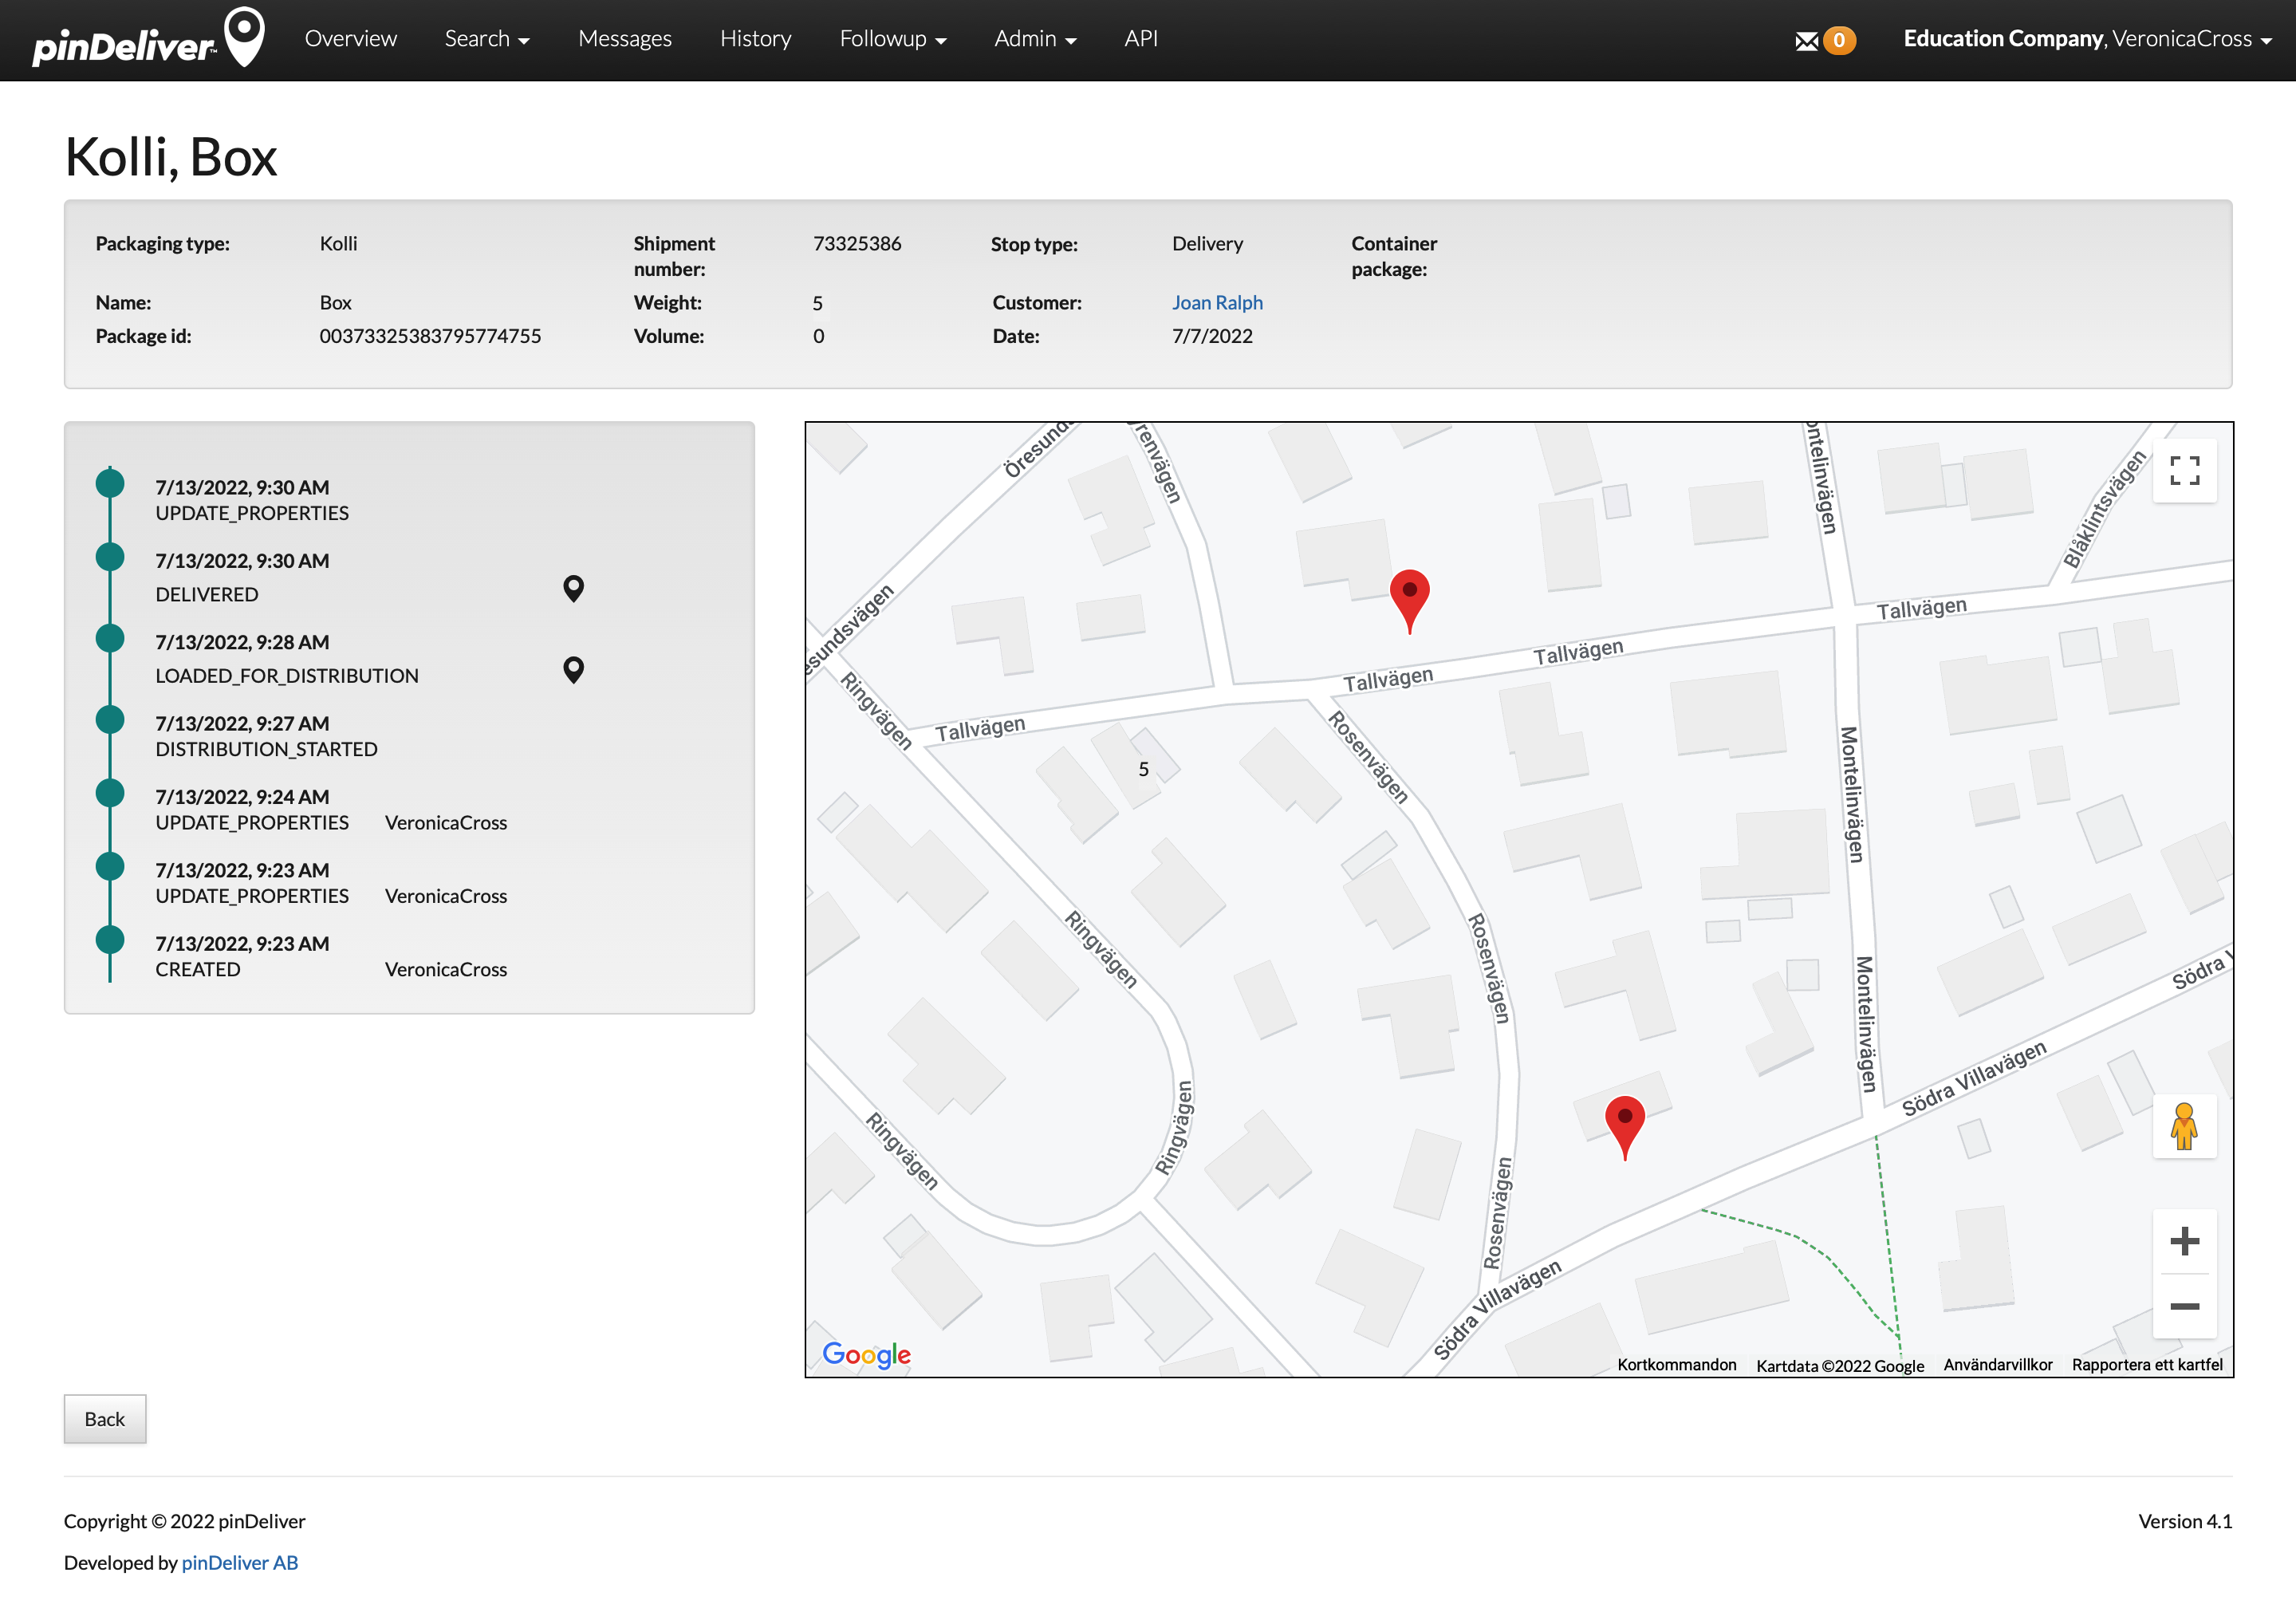 pinDeliver™ Overview Search Messages History Followup Admin API 0 Education Company, VeronicaCross
Kolli, Box
Packaging type: Kolli Shipment number: 73325386 Stop type: Delivery Container package:
Name: Box Weight: 5 Customer: Joan Ralph
Package id: 00373325383795774755 Volume: 0 Date: 7/7/2022
7/13/2022, 9:30 AM
UPDATE_PROPERTIES
7/13/2022, 9:30 AM
DELIVERED
7/13/2022, 9:28 AM
LOADED_FOR_DISTRIBUTION
7/13/2022, 9:27 AM
DISTRIBUTION_STARTED
7/13/2022, 9:24 AM
UPDATE_PROPERTIES VeronicaCross
7/13/2022, 9:23 AM
UPDATE_PROPERTIES VeronicaCross
7/13/2022, 9:23 AM
CREATED VeronicaCross
Öresunds
renvägen
ontelinvägen
Blåklintsvägen
esundsvägen
Tallvägen
Tallvägen
Tallvägen
Tallvägen
Ringvägen
Rosenvägen
5
Montelinvägen
Ringvägen
Rosenvägen
Montelinvägen
Södra V
Södra Villavägen
Ringvägen
Ringvägen
Rosenvägen
Södra Villavägen
Google
Kortkommandon Kartdata ©2022 Google Användarvillkor Rapportera ett kartfel
Back
Copyright © 2022 pinDeliver Version 4.1
Developed by pinDeliver AB